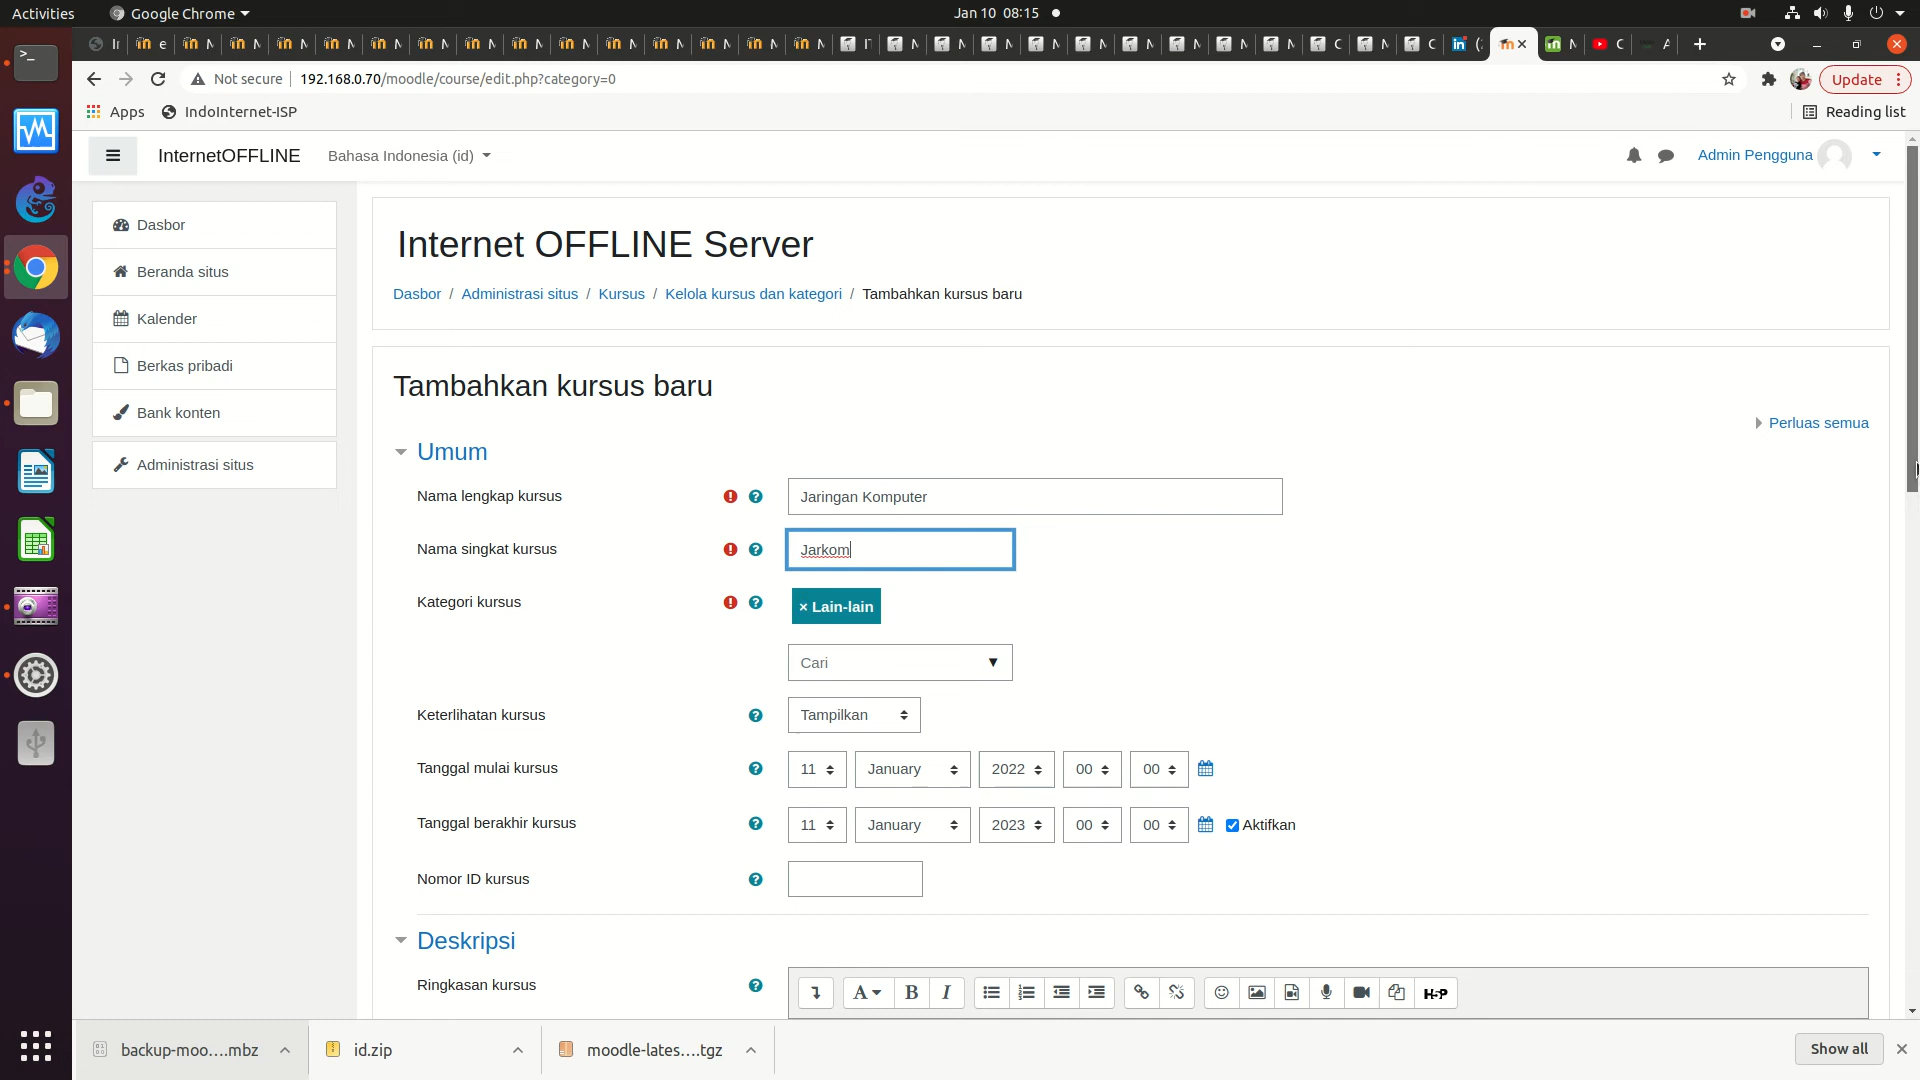 Activities
Google Chrome
Jan 10 08:15
Not secure
192.168.0.70/moodle/course/edit.php?category=0
Update
Apps
IndoInternet-ISP
Reading list
InternetOFFLINE
Bahasa Indonesia (id)
Admin Pengguna
Dasbor
Beranda situs
Kalender
Berkas pribadi
Bank konten
Administrasi situs
Internet OFFLINE Server
Dasbor / Administrasi situs / Kursus / Kelola kursus dan kategori / Tambahkan kursus baru
Tambahkan kursus baru
Perluas semua
Umum
Nama lengkap kursus
Jaringan Komputer
Nama singkat kursus
Jarkom
Kategori kursus
× Lain-lain
Cari
Keterlihatan kursus
Tampilkan
Tanggal mulai kursus
11 January 2022 00 00
Tanggal berakhir kursus
11 January 2023 00 00 Aktifkan
Nomor ID kursus
Deskripsi
Ringkasan kursus
A B I
H-P
backup-moo....mbz
id.zip
moodle-lates....tgz
Show all